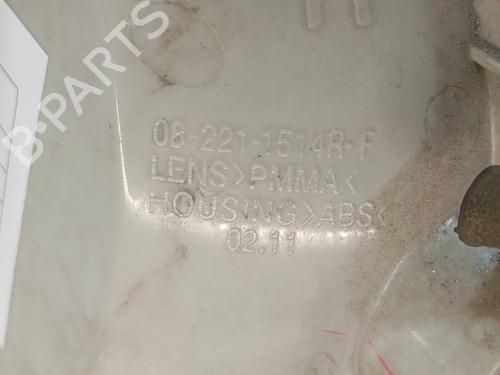 08-221-1514R-F
LENS>PMMA<
HOUSING>ABS<
02.11
B-PARTS